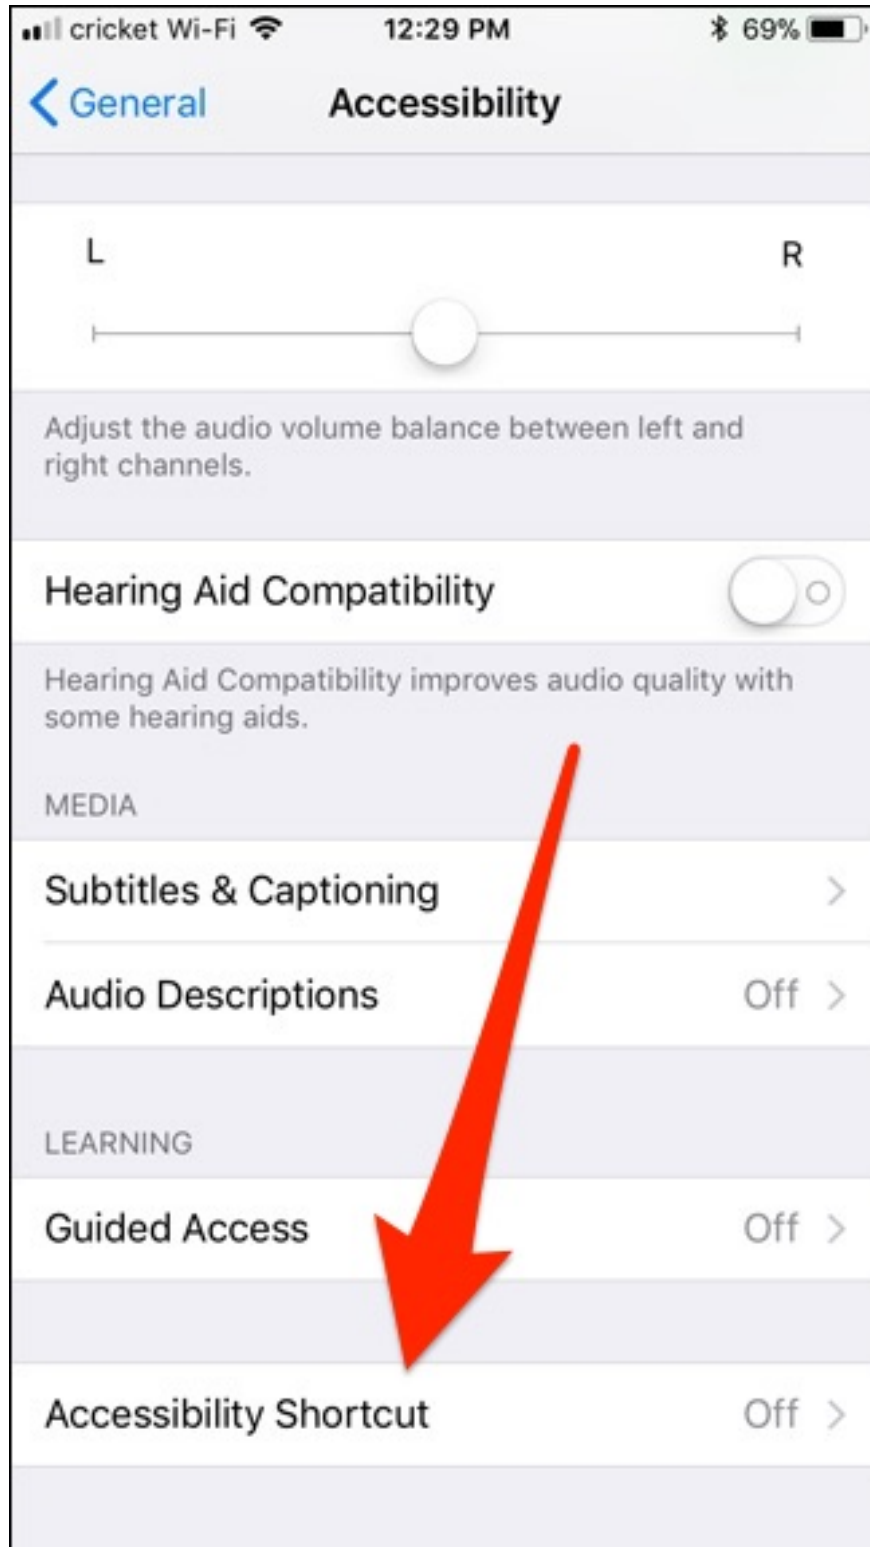 cricket Wi-Fi 12:29 PM 69%
General Accessibility
L R
Adjust the audio volume balance between left and
right channels.
Hearing Aid Compatibility
Hearing Aid Compatibility improves audio quality with
some hearing aids.
MEDIA
Subtitles & Captioning
Audio Descriptions Off
LEARNING
Guided Access Off
Accessibility Shortcut Off